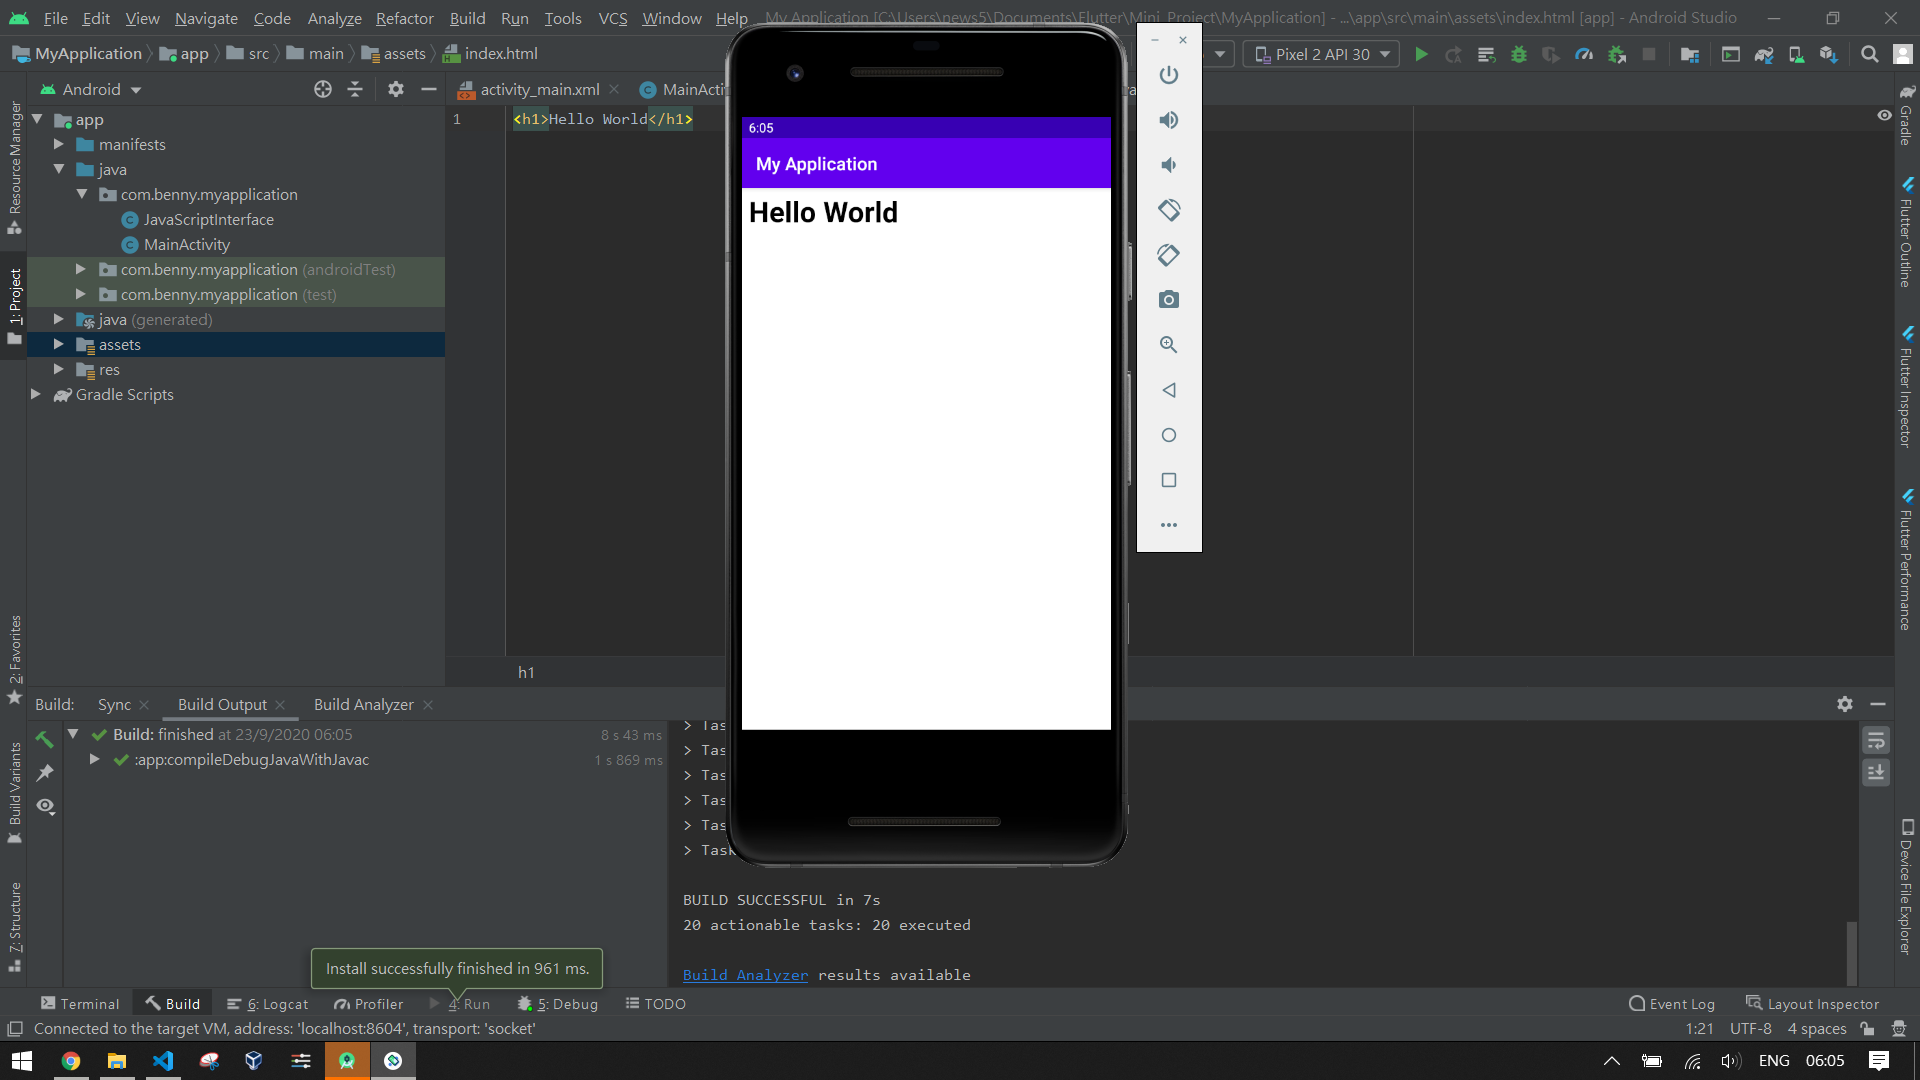 File Edit View Navigate Code Analyze Refactor Build Run Tools VCS Window Help My Application [C:\Users\news5\Documents\Flutter\Mini_Project\MyApplication] - ...\app\src\main\assets\index.html [app] - Android Studio
MyApplication app src main assets index.html Pixel 2 API 30
Android activity_main.xml
app
manifests
java
com.benny.myapplication
JavaScriptInterface
MainActivity
com.benny.myapplication (androidTest)
com.benny.myapplication (test)
java (generated)
assets
res
Gradle Scripts
1 <h1>Hello World</h1>
h1
6:05
My Application
Hello World
Resource Manager
1: Project
2: Favorites
Build Variants
7: Structure
Gradle
Flutter Outline
Flutter Inspector
Flutter Performance
Device File Explorer
Build: Sync Build Output Build Analyzer
Build: finished at 23/9/2020 06:05 8 s 43 ms
:app:compileDebugJavaWithJavac 1 s 869 ms
> Tas
> Tas
> Tas
> Tas
> Tas
> Task
BUILD SUCCESSFUL in 7s
20 actionable tasks: 20 executed
Build Analyzer results available
Install successfully finished in 961 ms.
Terminal Build 6: Logcat Profiler 4: Run 5: Debug TODO Event Log Layout Inspector
Connected to the target VM, address: 'localhost:8604', transport: 'socket' 1:21 UTF-8 4 spaces
ENG 06:05